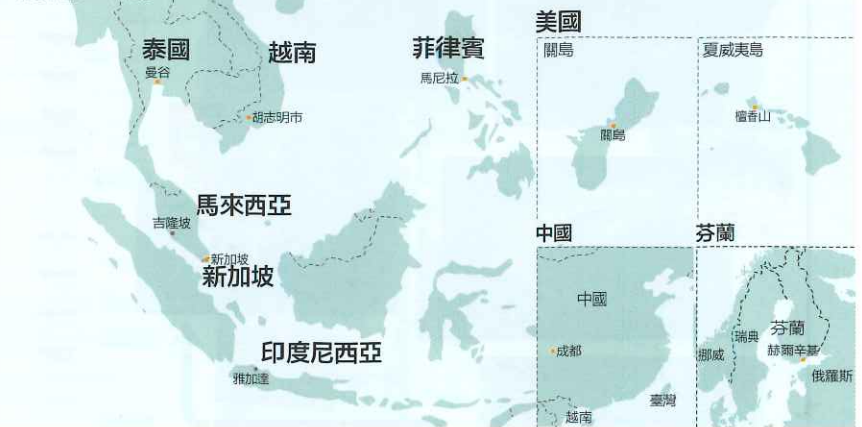 美國
泰國
曼谷
越南
菲律賓
馬尼拉
關島
夏威夷島
胡志明市
關島
檀香山
馬來西亞
吉隆坡
新加坡
新加坡
中國
芬蘭
中國
芬蘭
瑞典
挪威
赫爾辛基
俄羅斯
成都
臺灣
越南
印度尼西亞
雅加達